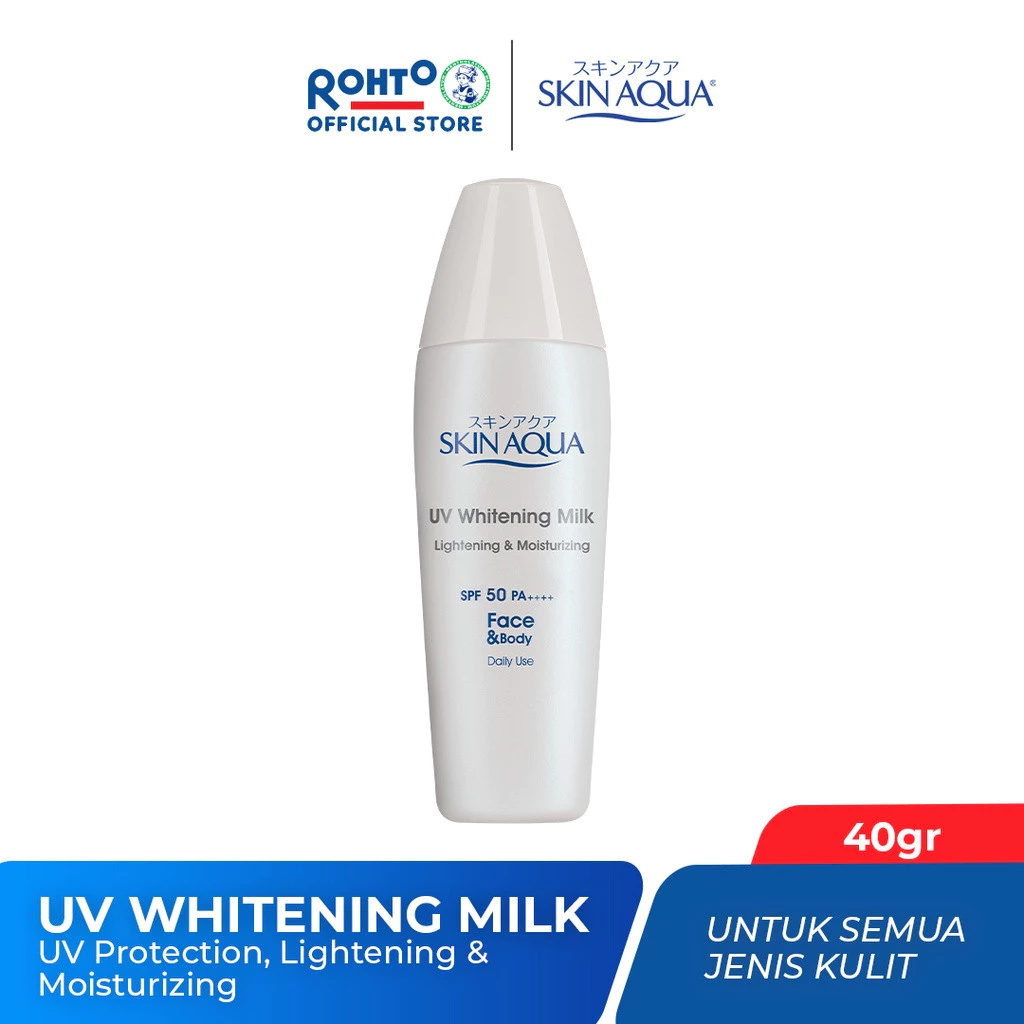 ROHTO
OFFICIAL STORE
スキンアクア
SKIN AQUA®
スキンアクア
SKIN AQUA
UV Whitening Milk
Lightening & Moisturizing
SPF 50 PA++++
Face
&Body
Daily Use
40gr
UV WHITENING MILK
UV Protection, Lightening &
Moisturizing
UNTUK SEMUA
JENIS KULIT